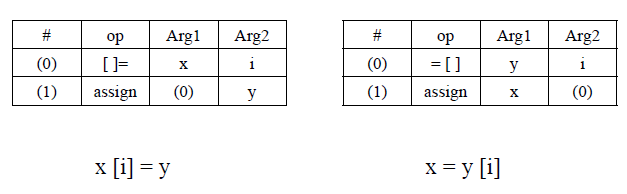 # op Arg1 Arg2
(0) [ ]= x i
(1) assign (0) y
x [i] = y
# op Arg1 Arg2
(0) = [ ] y i
(1) assign x (0)
x = y [i]